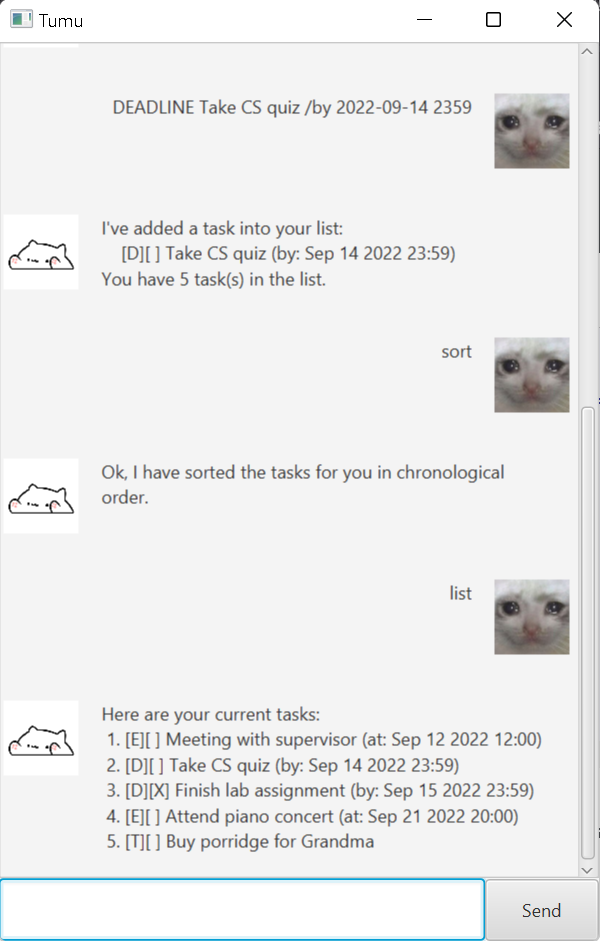 Tumu
DEADLINE Take CS quiz /by 2022-09-14 2359
I've added a task into your list:
[D][ ] Take CS quiz (by: Sep 14 2022 23:59)
You have 5 task(s) in the list.
sort
Ok, I have sorted the tasks for you in chronological
order.
list
Here are your current tasks:
1. [E][ ] Meeting with supervisor (at: Sep 12 2022 12:00)
2. [D][ ] Take CS quiz (by: Sep 14 2022 23:59)
3. [D][X] Finish lab assignment (by: Sep 15 2022 23:59)
4. [E][ ] Attend piano concert (at: Sep 21 2022 20:00)
5. [T][ ] Buy porridge for Grandma
Send